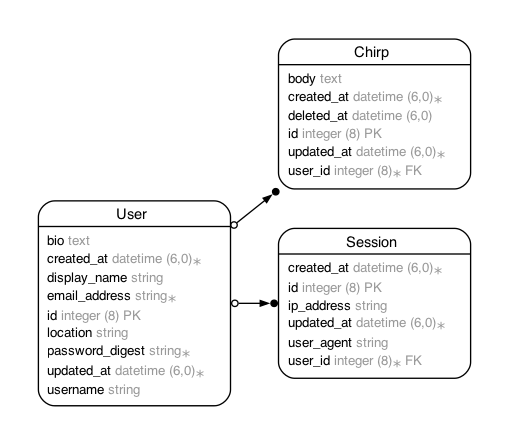 Chirp
body text
created_at datetime (6,0)∗
deleted_at datetime (6,0)
id integer (8) PK
updated_at datetime (6,0)∗
user_id integer (8)∗ FK
User
bio text
created_at datetime (6,0)∗
display_name string
email_address string∗
id integer (8) PK
location string
password_digest string∗
updated_at datetime (6,0)∗
username string
Session
created_at datetime (6,0)∗
id integer (8) PK
ip_address string
updated_at datetime (6,0)∗
user_agent string
user_id integer (8)∗ FK